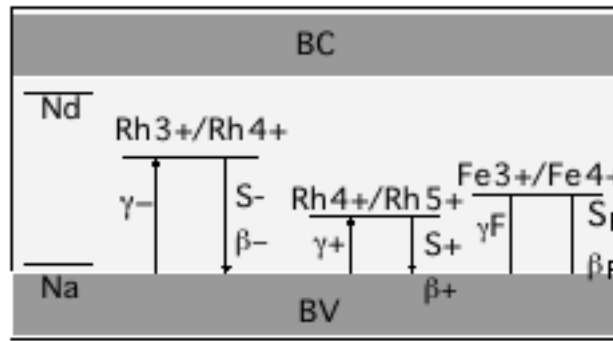 BC
Nd
Rh3+/Rh4+
γ−
S-
β−
Rh4+/Rh5+
γ+
S+
β+
Fe3+/Fe4
γF
S
β
Na
BV